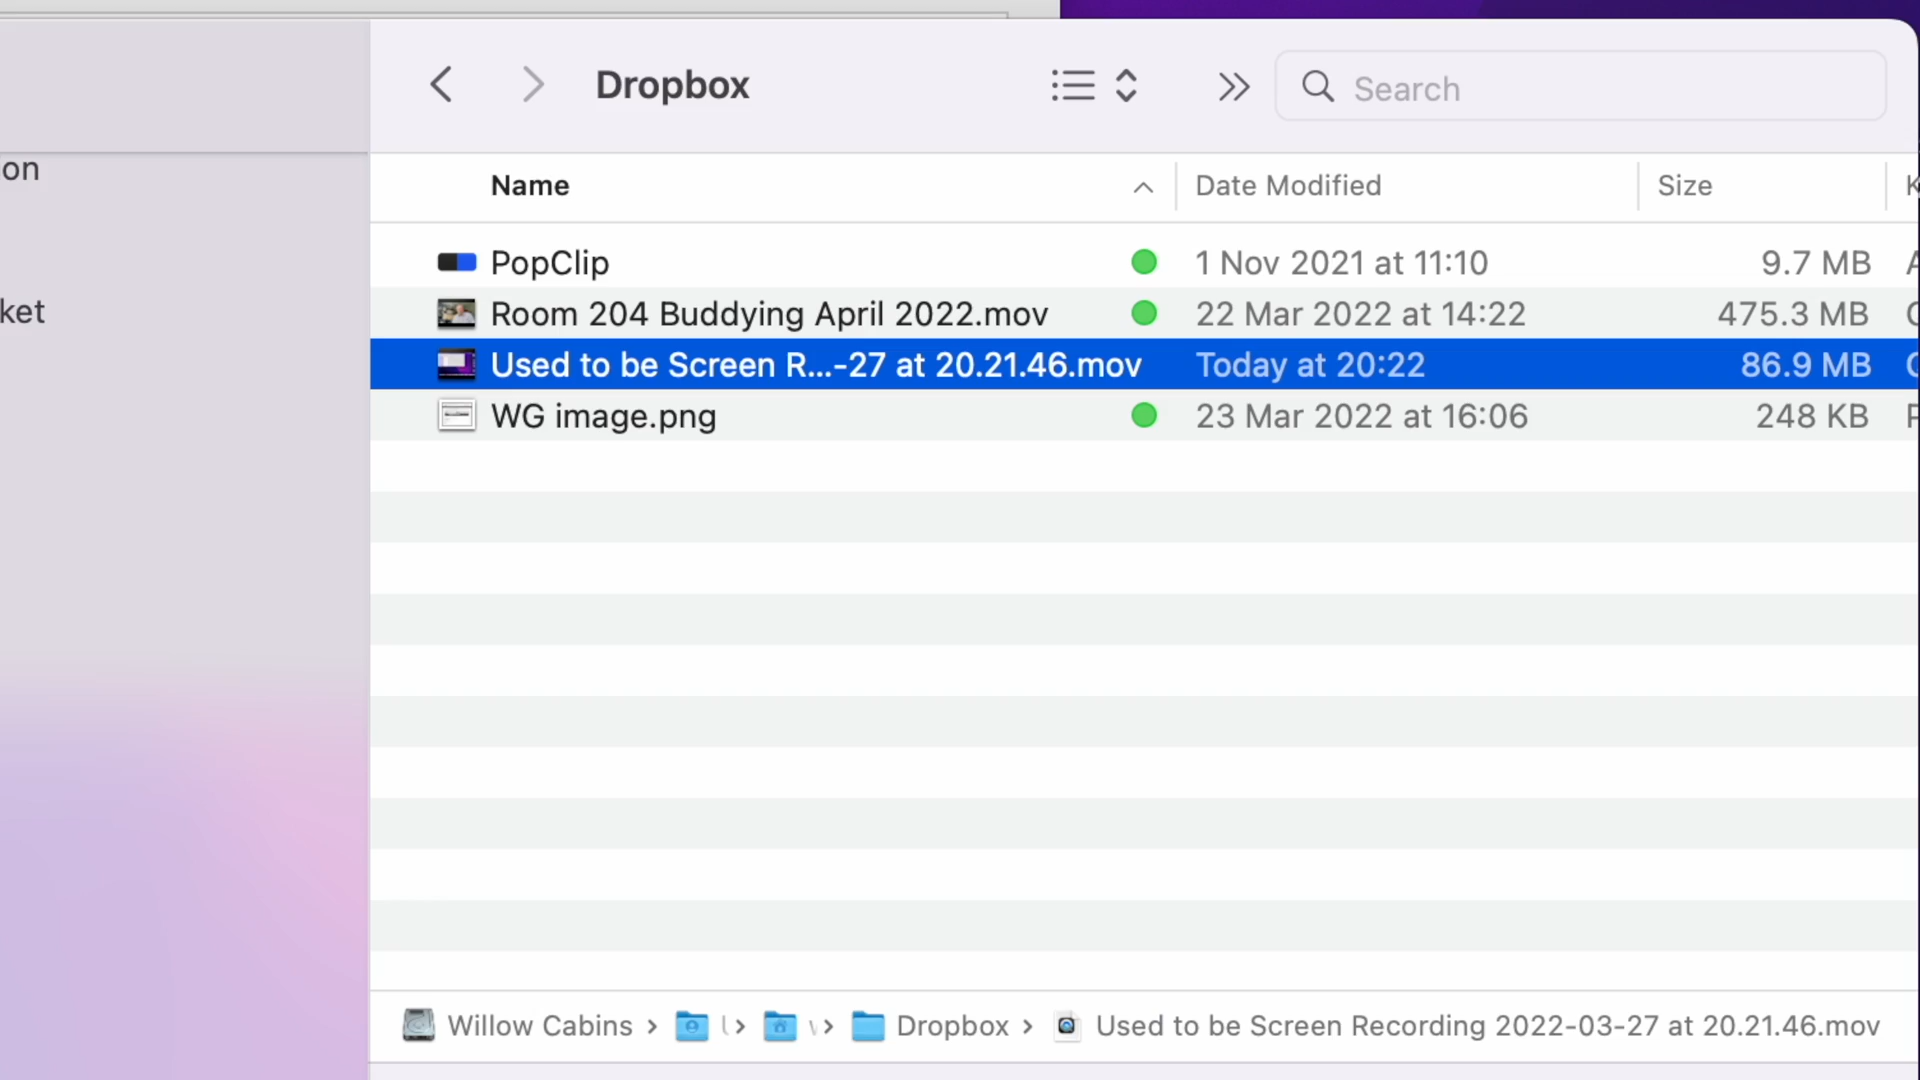 Dropbox
Search
on
ket
Name Date Modified Size
PopClip 1 Nov 2021 at 11:10 9.7 MB
Room 204 Buddying April 2022.mov 22 Mar 2022 at 14:22 475.3 MB
Used to be Screen R...-27 at 20.21.46.mov Today at 20:22 86.9 MB
WG image.png 23 Mar 2022 at 16:06 248 KB
Willow Cabins › › › Dropbox › Used to be Screen Recording 2022-03-27 at 20.21.46.mov